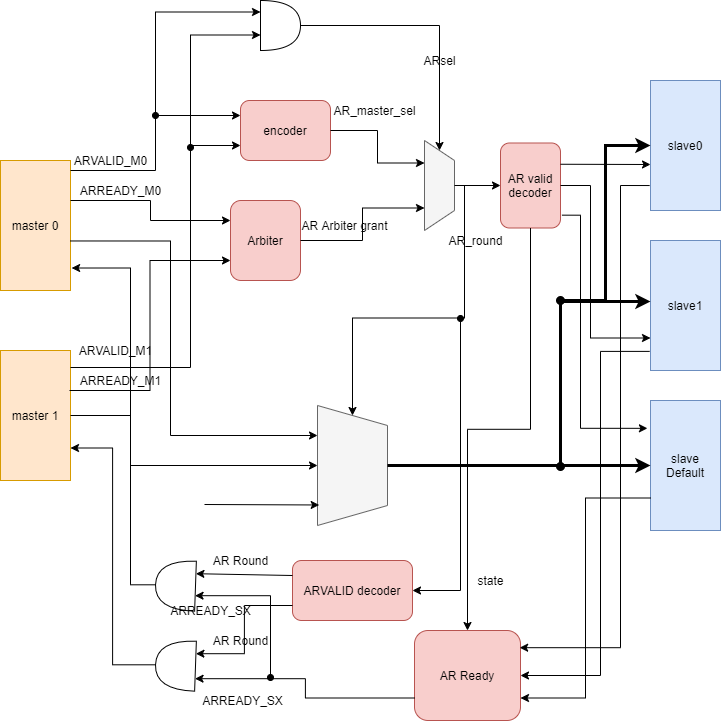 ARsel
slave0
AR_master_sel
encoder
ARVALID_M0
ARREADY_M0
AR valid
decoder
master 0
AR Arbiter grant
Arbiter
AR_round
slave1
ARVALID_M1
ARREADY_M1
master 1
slave
Default
AR Round
state
ARVALID decoder
ARREADY_SX
AR Round
AR Ready
ARREADY_SX